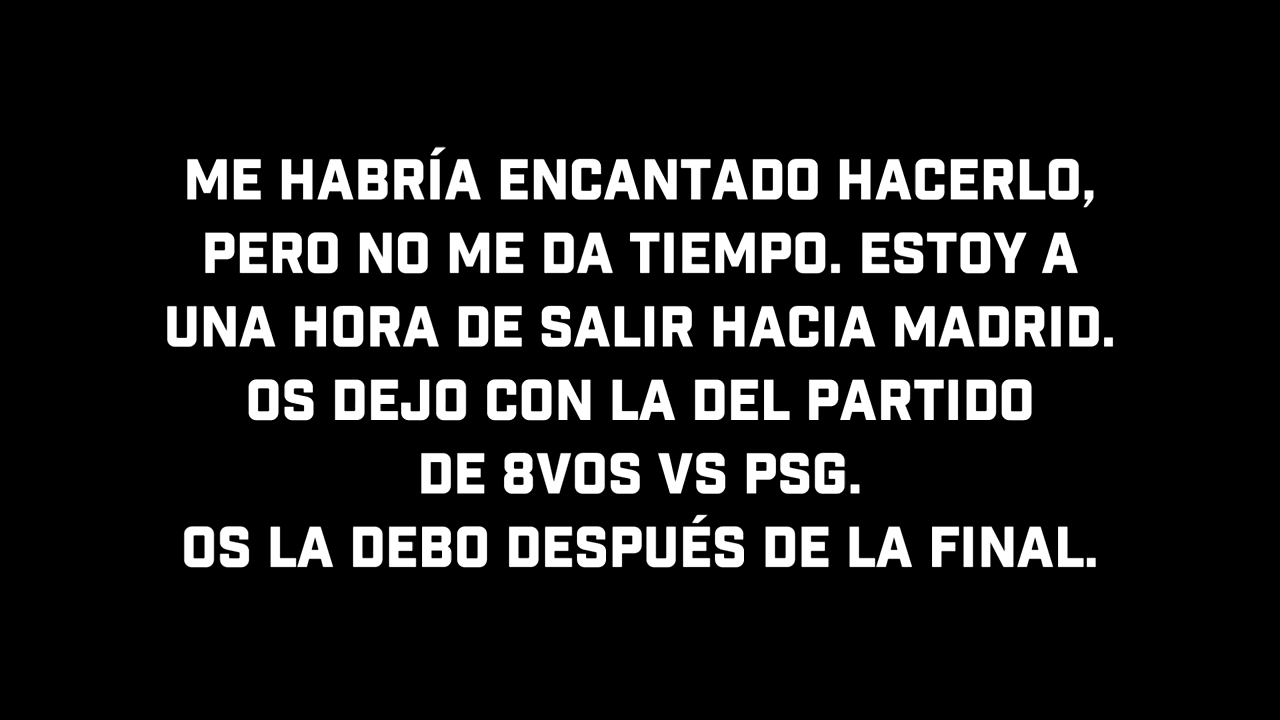 ME HABRÍA ENCANTADO HACERLO,
PERO NO ME DA TIEMPO. ESTOY A
UNA HORA DE SALIR HACIA MADRID.
OS DEJO CON LA DEL PARTIDO
DE 8VOS VS PSG.
OS LA DEBO DESPUÉS DE LA FINAL.